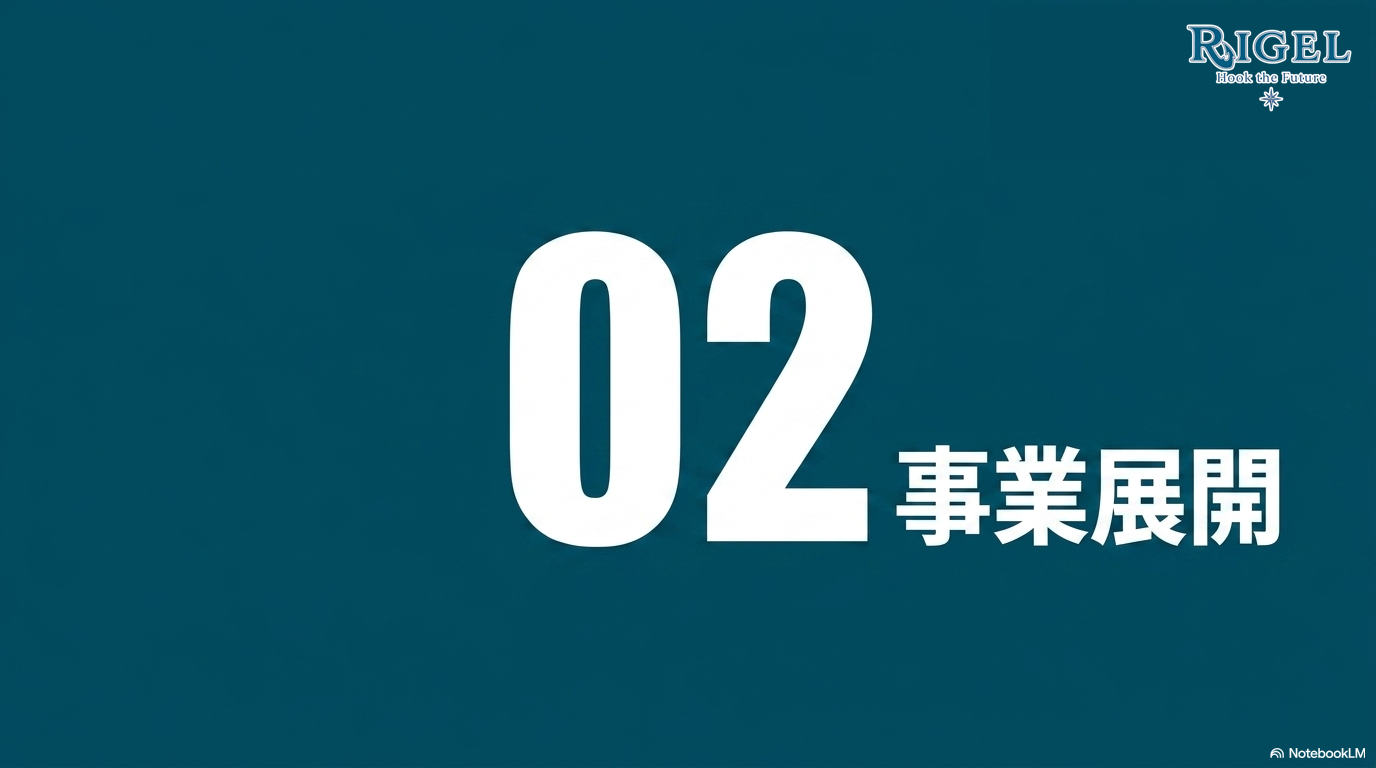 RIGEL
Hook the Future
02 事業展開
NotebookLM